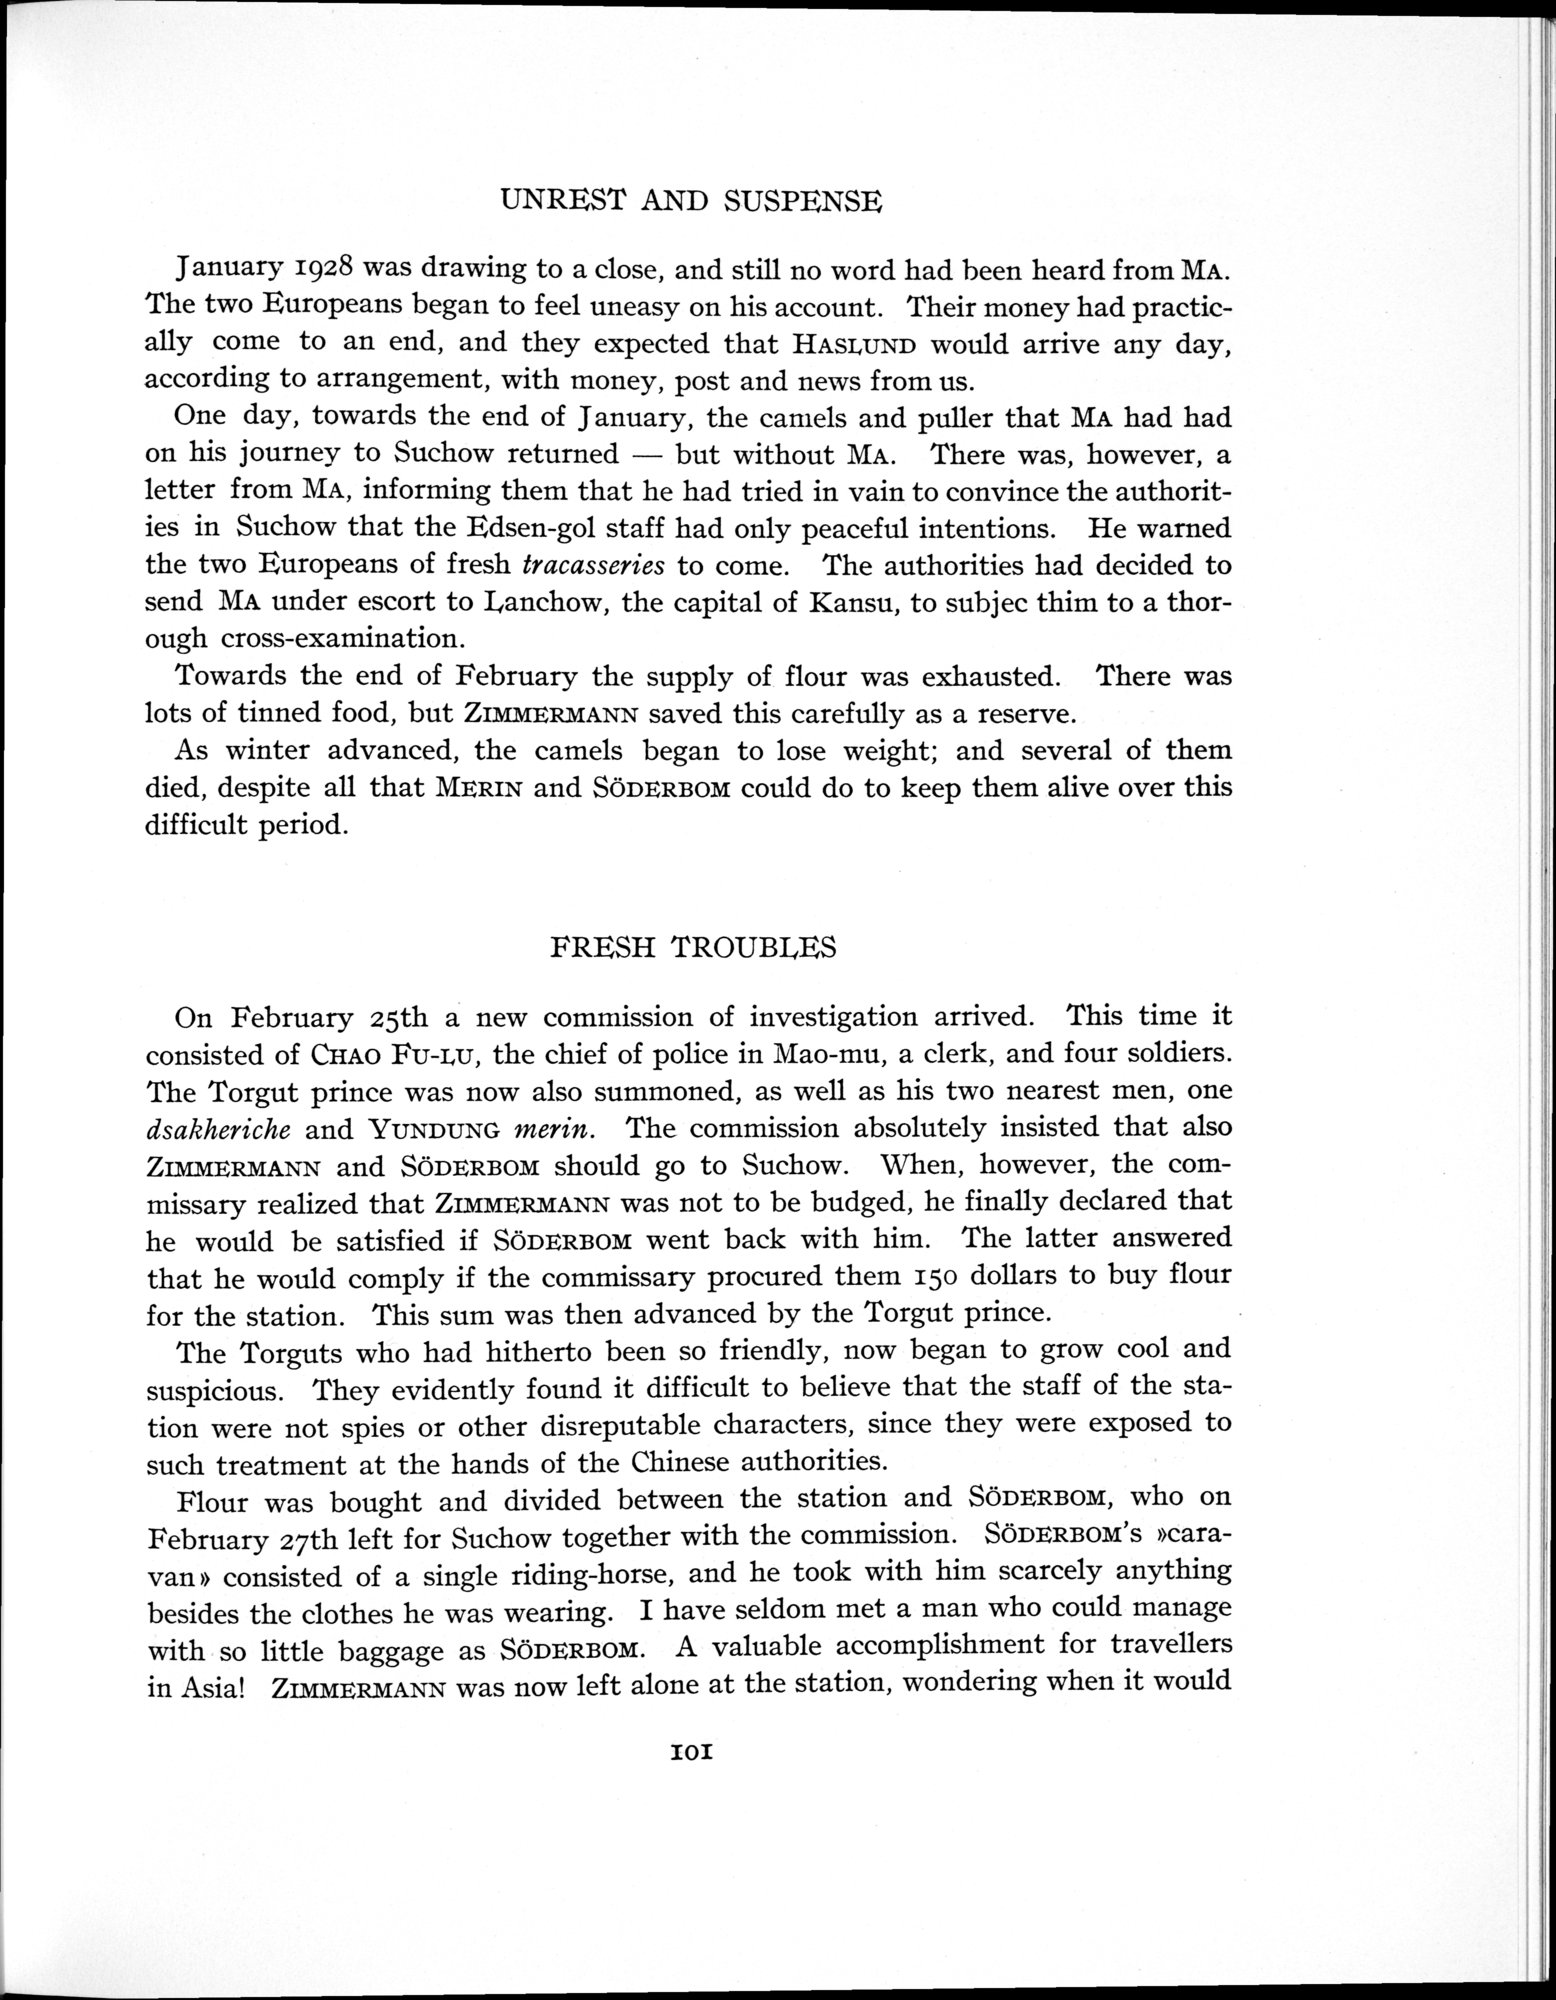 UNREST AND SUSPENSE
January 1928 was drawing to a close, and still no word had been heard from MA.
The two Europeans began to feel uneasy on his account. Their money had practic-
ally come to an end, and they expected that HASLUND would arrive any day,
according to arrangement, with money, post and news from us.
One day, towards the end of January, the camels and puller that MA had had
on his journey to Suchow returned — but without MA. There was, however, a
letter from MA, informing them that he had tried in vain to convince the authorit-
ies in Suchow that the Edsen-gol staff had only peaceful intentions. He warned
the two Europeans of fresh tracasseries to come. The authorities had decided to
send MA under escort to Lanchow, the capital of Kansu, to subjec thim to a thor-
ough cross-examination.
Towards the end of February the supply of flour was exhausted. There was
lots of tinned food, but ZIMMERMANN saved this carefully as a reserve.
As winter advanced, the camels began to lose weight; and several of them
died, despite all that MERIN and SÖDERBOM could do to keep them alive over this
difficult period.
FRESH TROUBLES
On February 25th a new commission of investigation arrived. This time it
consisted of CHAO FU-LU, the chief of police in Mao-mu, a clerk, and four soldiers.
The Torgut prince was now also summoned, as well as his two nearest men, one
dsakheriche and YUNDUNG merin. The commission absolutely insisted that also
ZIMMERMANN and SÖDERBOM should go to Suchow. When, however, the com-
missary realized that ZIMMERMANN was not to be budged, he finally declared that
he would be satisfied if SÖDERBOM went back with him. The latter answered
that he would comply if the commissary procured them 150 dollars to buy flour
for the station. This sum was then advanced by the Torgut prince.
The Torguts who had hitherto been so friendly, now began to grow cool and
suspicious. They evidently found it difficult to believe that the staff of the sta-
tion were not spies or other disreputable characters, since they were exposed to
such treatment at the hands of the Chinese authorities.
Flour was bought and divided between the station and SÖDERBOM, who on
February 27th left for Suchow together with the commission. SÖDERBOM's »cara-
van» consisted of a single riding-horse, and he took with him scarcely anything
besides the clothes he was wearing. I have seldom met a man who could manage
with so little baggage as SÖDERBOM. A valuable accomplishment for travellers
in Asia! ZIMMERMANN was now left alone at the station, wondering when it would
101